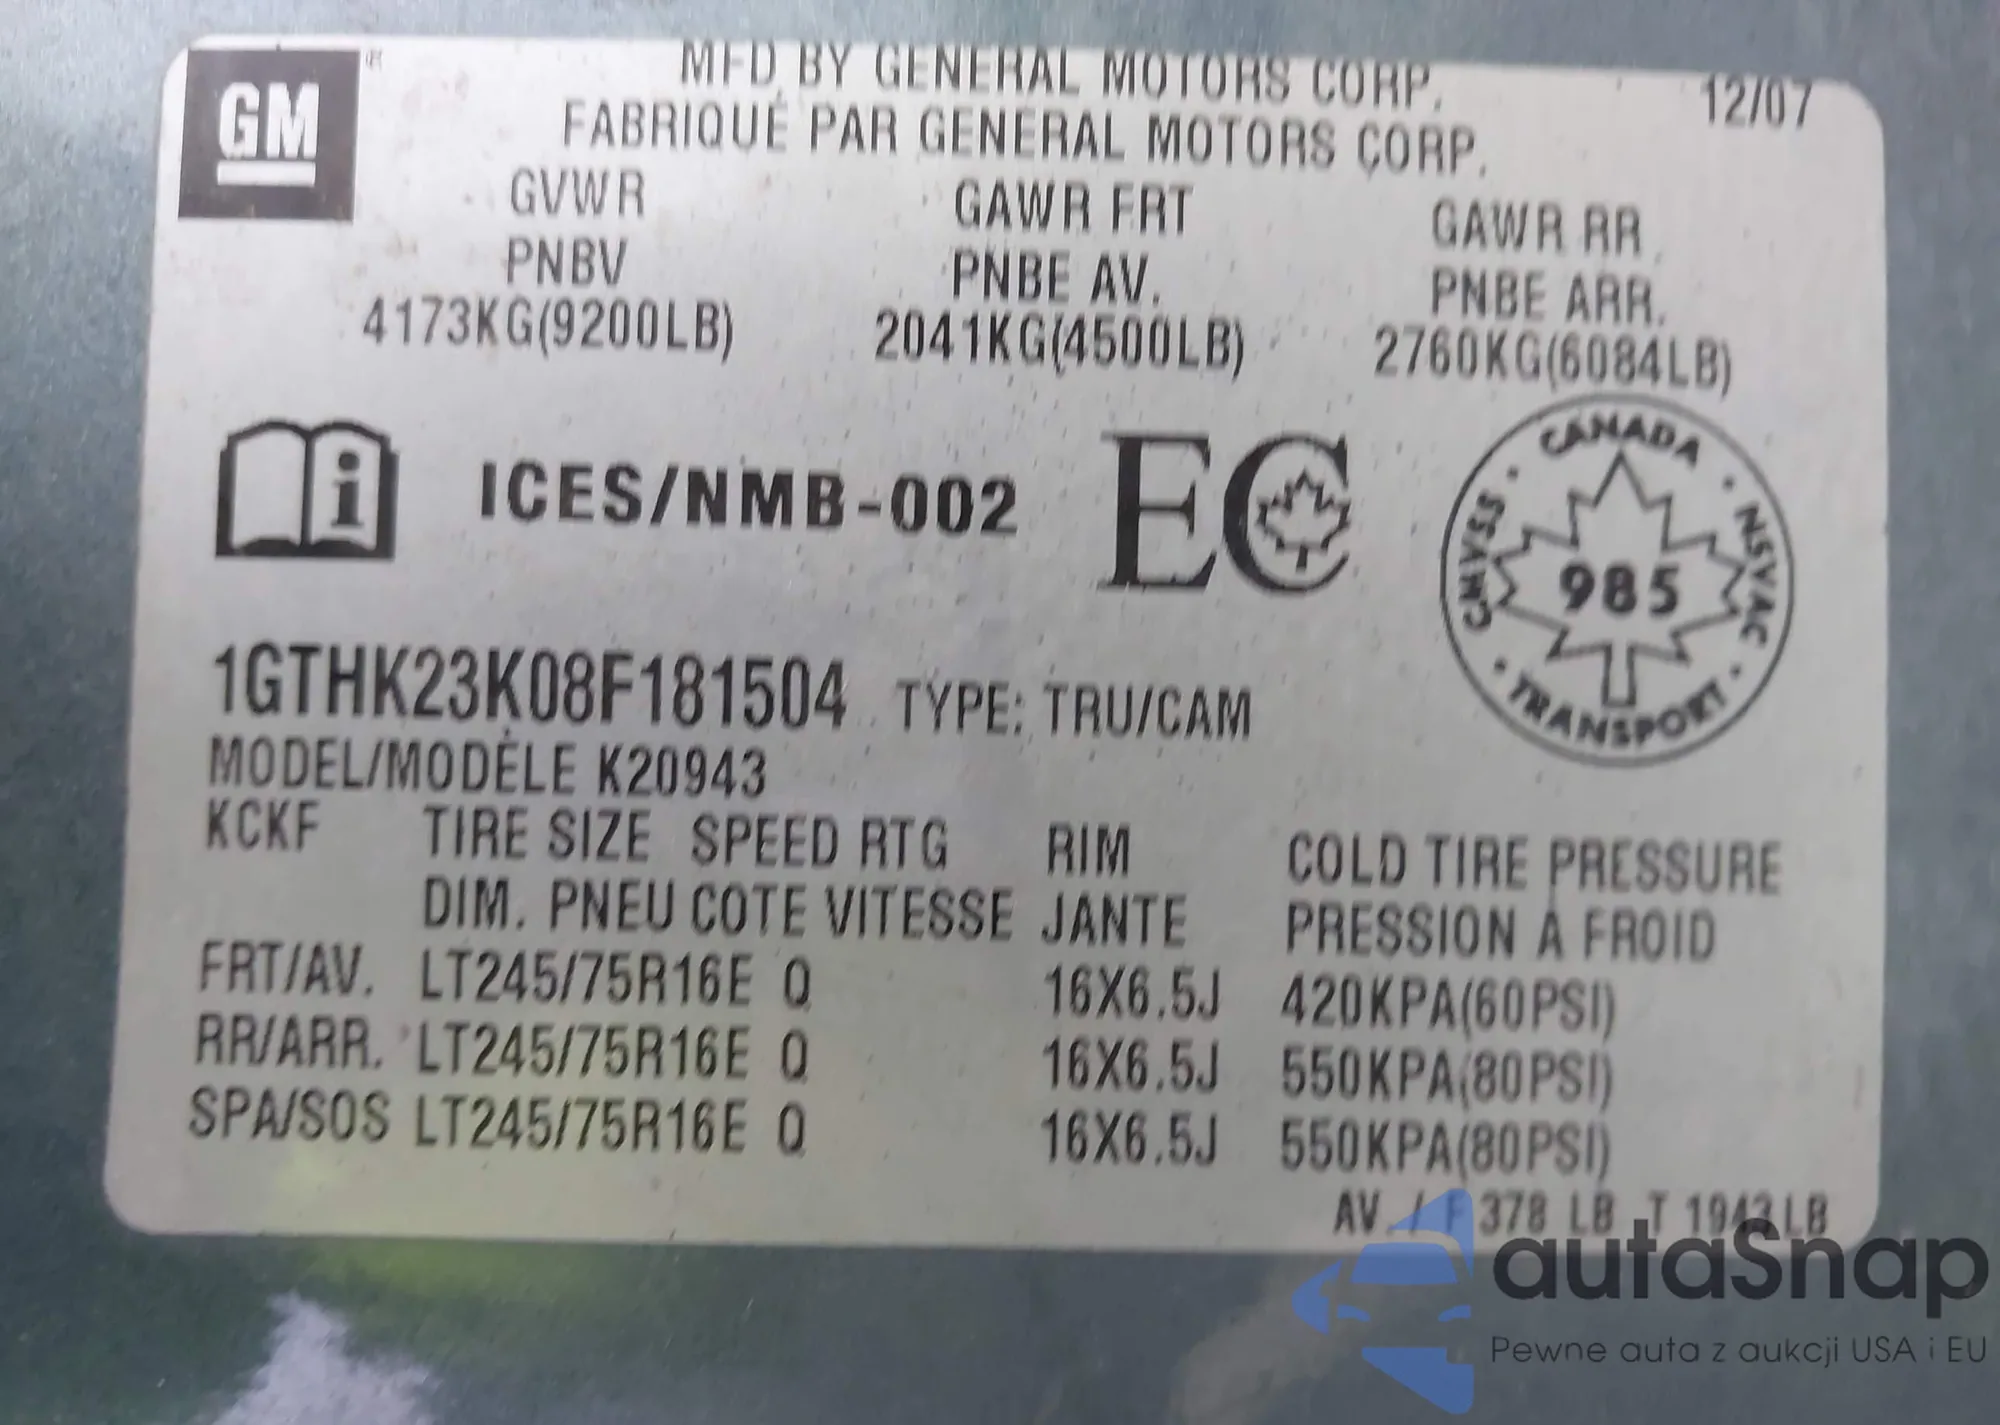 GM
MFD BY GENERAL MOTORS CORP.
12/07
FABRIQUÉ PAR GENERAL MOTORS CORP.
GVWR GAWR FRT GAWR RR
PNBV PNBE AV. PNBE ARR.
4173KG(9200LB) 2041KG(4500LB) 2760KG(6084LB)
i ICES/NMB-002 EC
CANADA · NSVAC · TRANSPORT · CMVSS ·
985
1GTHK23K08F181504 TYPE: TRU/CAM
MODEL/MODÈLE K20943
KCKF TIRE SIZE SPEED RTG RIM COLD TIRE PRESSURE
DIM. PNEU COTE VITESSE JANTE PRESSION À FROID
FRT/AV. LT245/75R16E Q 16X6.5J 420KPA(60PSI)
RR/ARR. LT245/75R16E Q 16X6.5J 550KPA(80PSI)
SPA/SOS LT245/75R16E Q 16X6.5J 550KPA(80PSI)
AV. / F 378 LB T 1943LB
autaSnap
Pewne auta z aukcji USA i EU